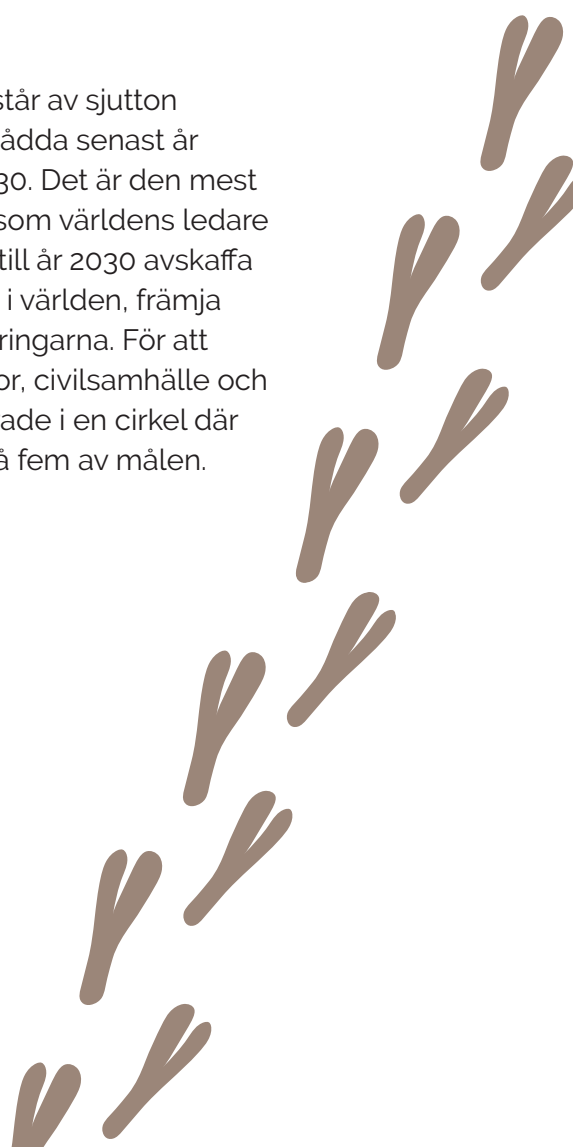 står av sjutton
ådda senast år
30. Det är den mest
som världens ledare
till år 2030 avskaffa
i världen, främja
ringarna. För att
or, civilsamhälle och
ade i en cirkel där
å fem av målen.